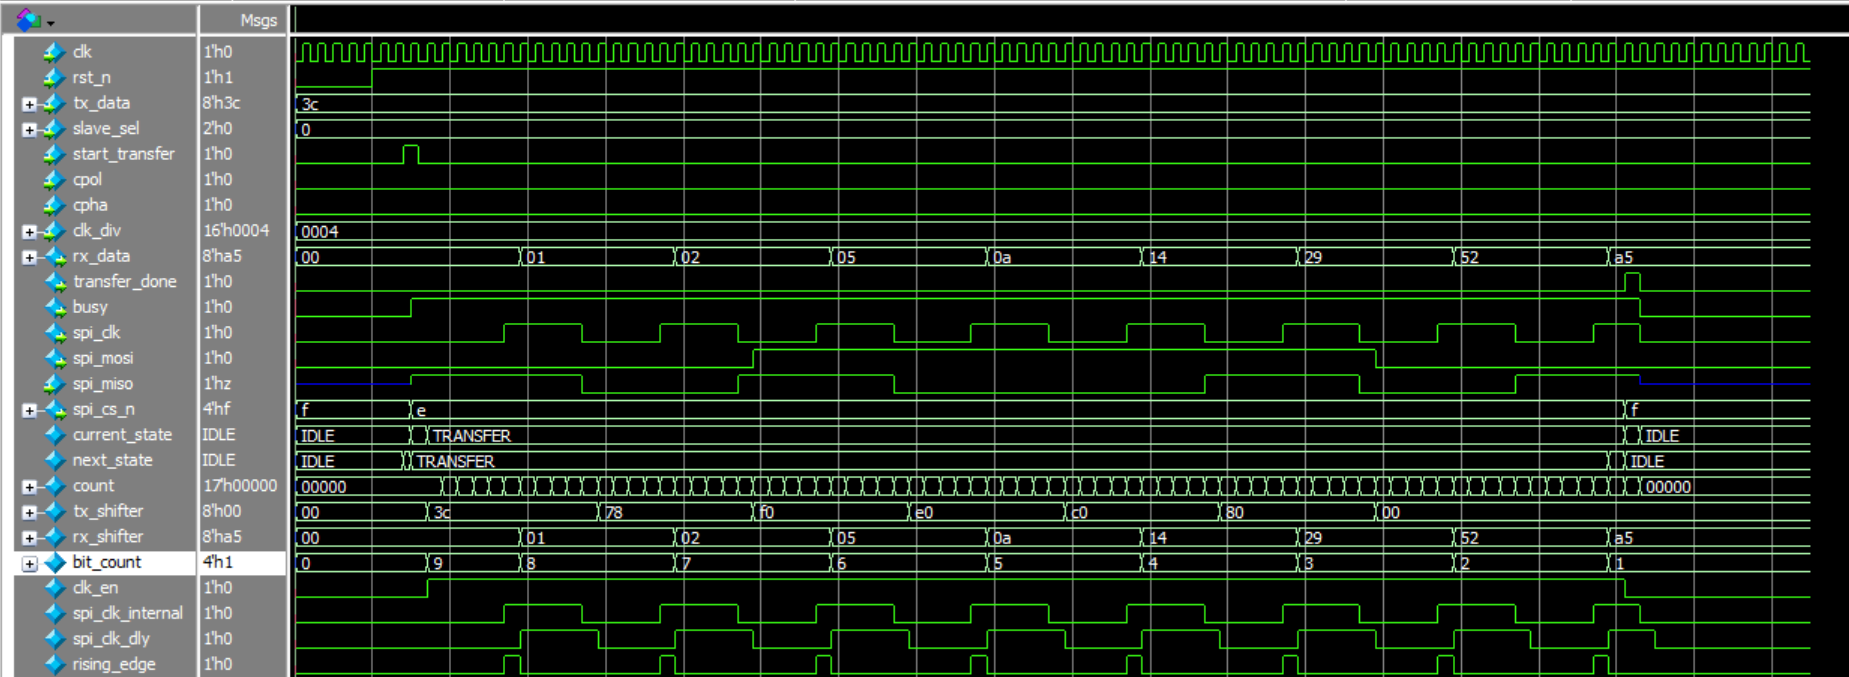 Msgs
clk 1'h0
rst_n 1'h1
tx_data 8'h3c 3c
slave_sel 2'h0 0
start_transfer 1'h0
cpol 1'h0
cpha 1'h0
clk_div 16'h0004 0004
rx_data 8'ha5 00 01 02 05 0a 14 29 52 a5
transfer_done 1'h0
busy 1'h0
spi_clk 1'h0
spi_mosi 1'h0
spi_miso 1'hz
spi_cs_n 4'hf f e f
current_state IDLE IDLE TRANSFER IDLE
next_state IDLE IDLE TRANSFER IDLE
count 17'h00000 00000 00000
tx_shifter 8'h00 00 3c 78 f0 e0 c0 80 00
rx_shifter 8'ha5 00 01 02 05 0a 14 29 52 a5
bit_count 4'h1 0 9 8 7 6 5 4 3 2 1
clk_en 1'h0
spi_clk_internal 1'h0
spi_clk_dly 1'h0
rising_edge 1'h0